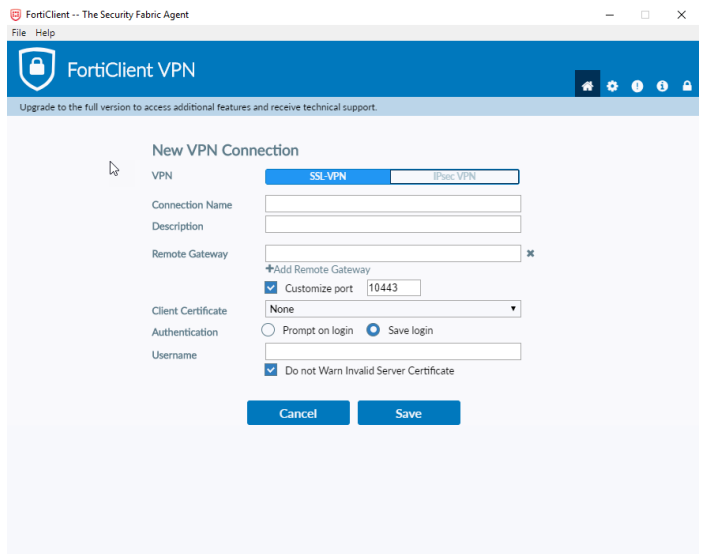 FortiClient -- The Security Fabric Agent
File Help
FortiClient VPN
Upgrade to the full version to access additional features and receive technical support.
New VPN Connection
VPN SSL-VPN IPsec VPN
Connection Name
Description
Remote Gateway
+Add Remote Gateway
Customize port 10443
Client Certificate None
Authentication Prompt on login Save login
Username
Do not Warn Invalid Server Certificate
Cancel Save